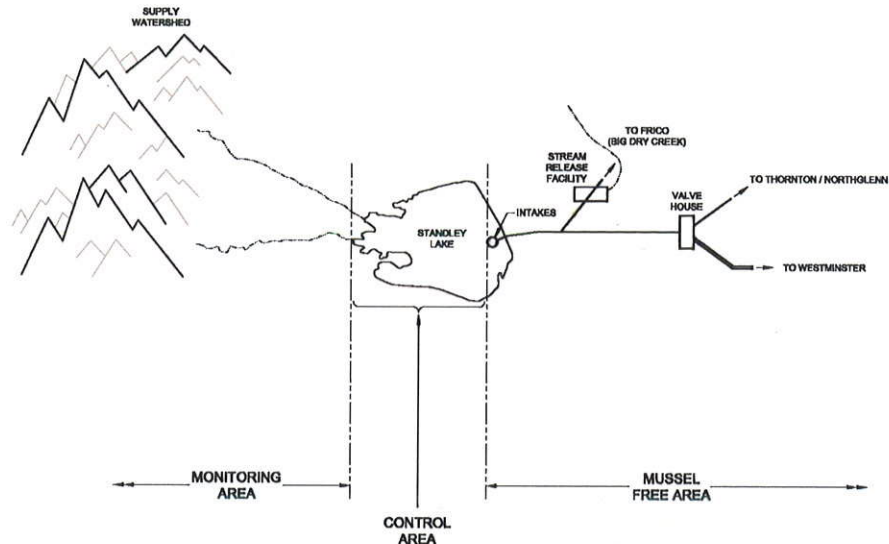 SUPPLY
WATERSHED
TO FRICO
(BIG DRY CREEK)
STREAM
RELEASE
FACILITY
TO THORNTON / NORTHGLENN
VALVE
HOUSE
INTAKES
STANDLEY
LAKE
TO WESTMINSTER
MONITORING
AREA
MUSSEL
FREE AREA
CONTROL
AREA